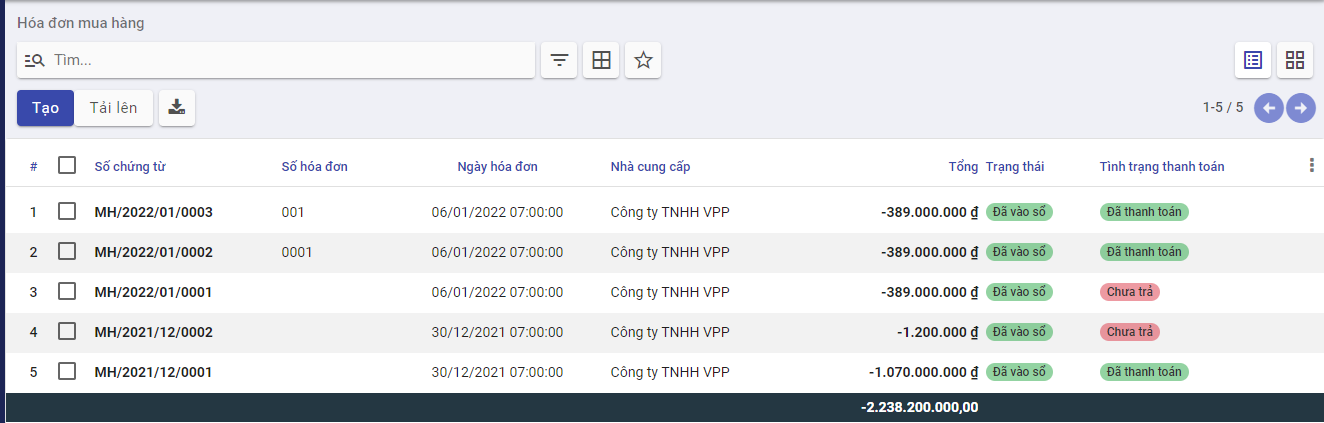 Hóa đơn mua hàng
Tìm...
Tạo Tải lên 1-5 / 5
# Số chứng từ Số hóa đơn Ngày hóa đơn Nhà cung cấp Tổng Trạng thái Tình trạng thanh toán
1 MH/2022/01/0003 001 06/01/2022 07:00:00 Công ty TNHH VPP -389.000.000 ₫ Đã vào sổ Đã thanh toán
2 MH/2022/01/0002 0001 06/01/2022 07:00:00 Công ty TNHH VPP -389.000.000 ₫ Đã vào sổ Đã thanh toán
3 MH/2022/01/0001 06/01/2022 07:00:00 Công ty TNHH VPP -389.000.000 ₫ Đã vào sổ Chưa trả
4 MH/2021/12/0002 30/12/2021 07:00:00 Công ty TNHH VPP -1.200.000 ₫ Đã vào sổ Chưa trả
5 MH/2021/12/0001 30/12/2021 07:00:00 Công ty TNHH VPP -1.070.000.000 ₫ Đã vào sổ Đã thanh toán
-2.238.200.000,00